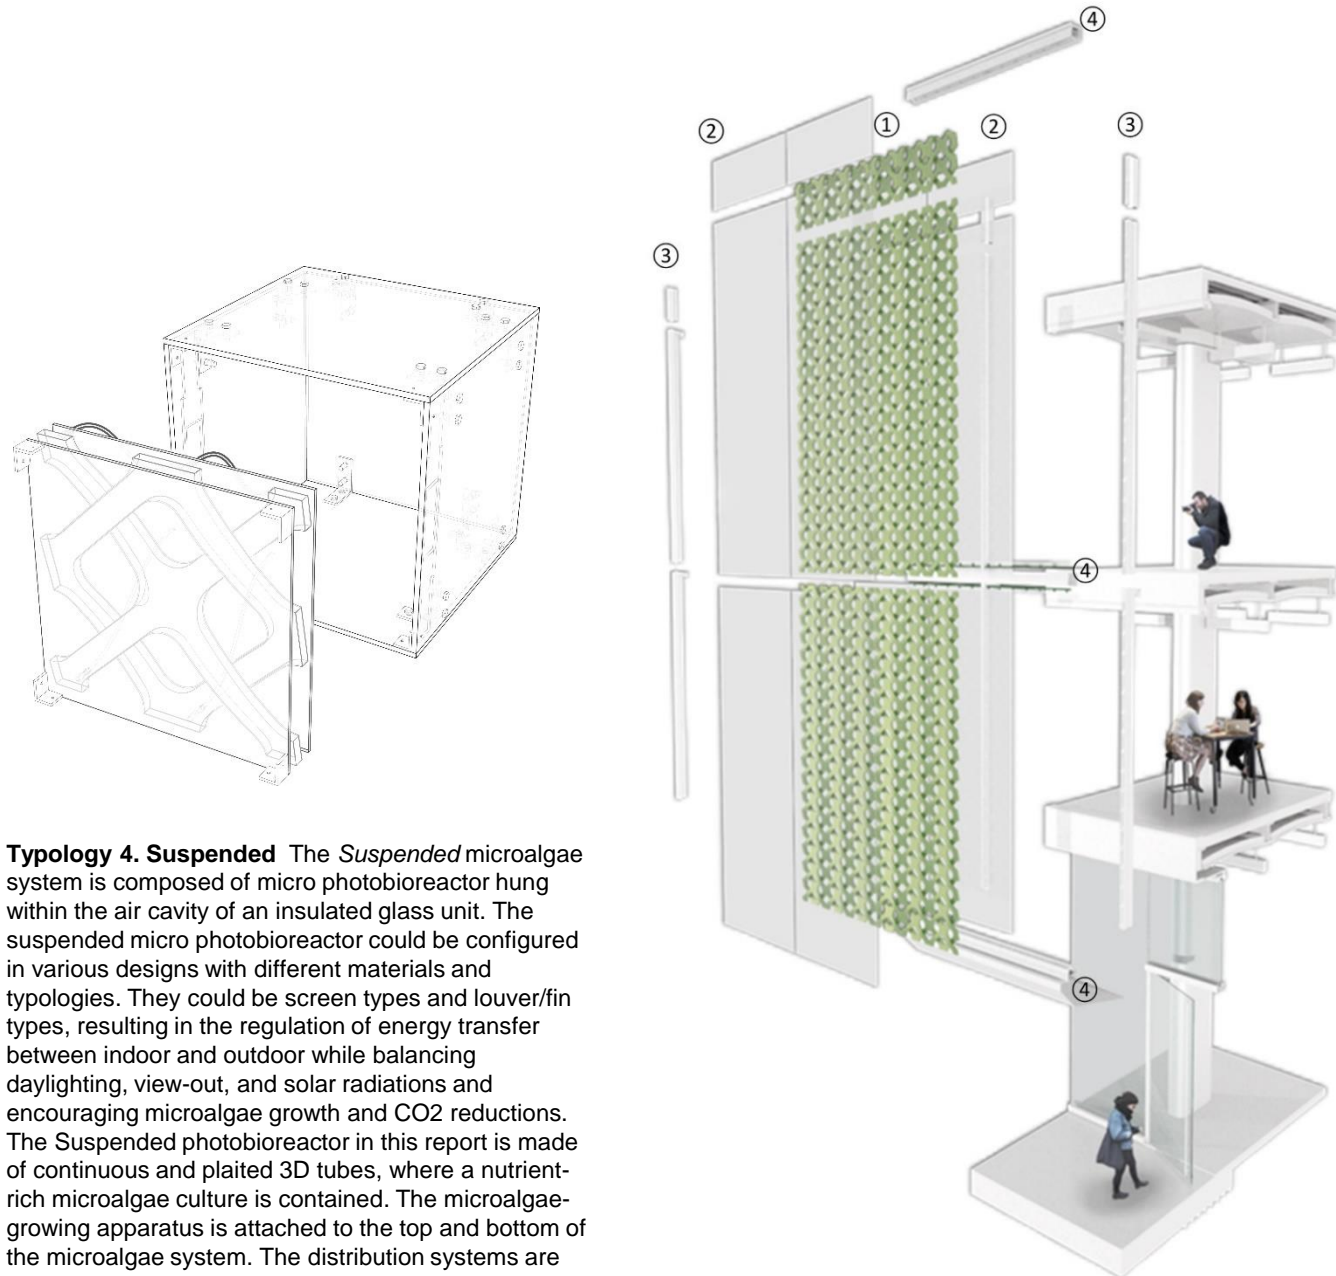 ④
②
①
②
③
③
④
④
Typology 4. Suspended The Suspended microalgae
system is composed of micro photobioreactor hung
within the air cavity of an insulated glass unit. The
suspended micro photobioreactor could be configured
in various designs with different materials and
typologies. They could be screen types and louver/fin
types, resulting in the regulation of energy transfer
between indoor and outdoor while balancing
daylighting, view-out, and solar radiations and
encouraging microalgae growth and CO2 reductions.
The Suspended photobioreactor in this report is made
of continuous and plaited 3D tubes, where a nutrient-
rich microalgae culture is contained. The microalgae-
growing apparatus is attached to the top and bottom of
the microalgae system. The distribution systems are